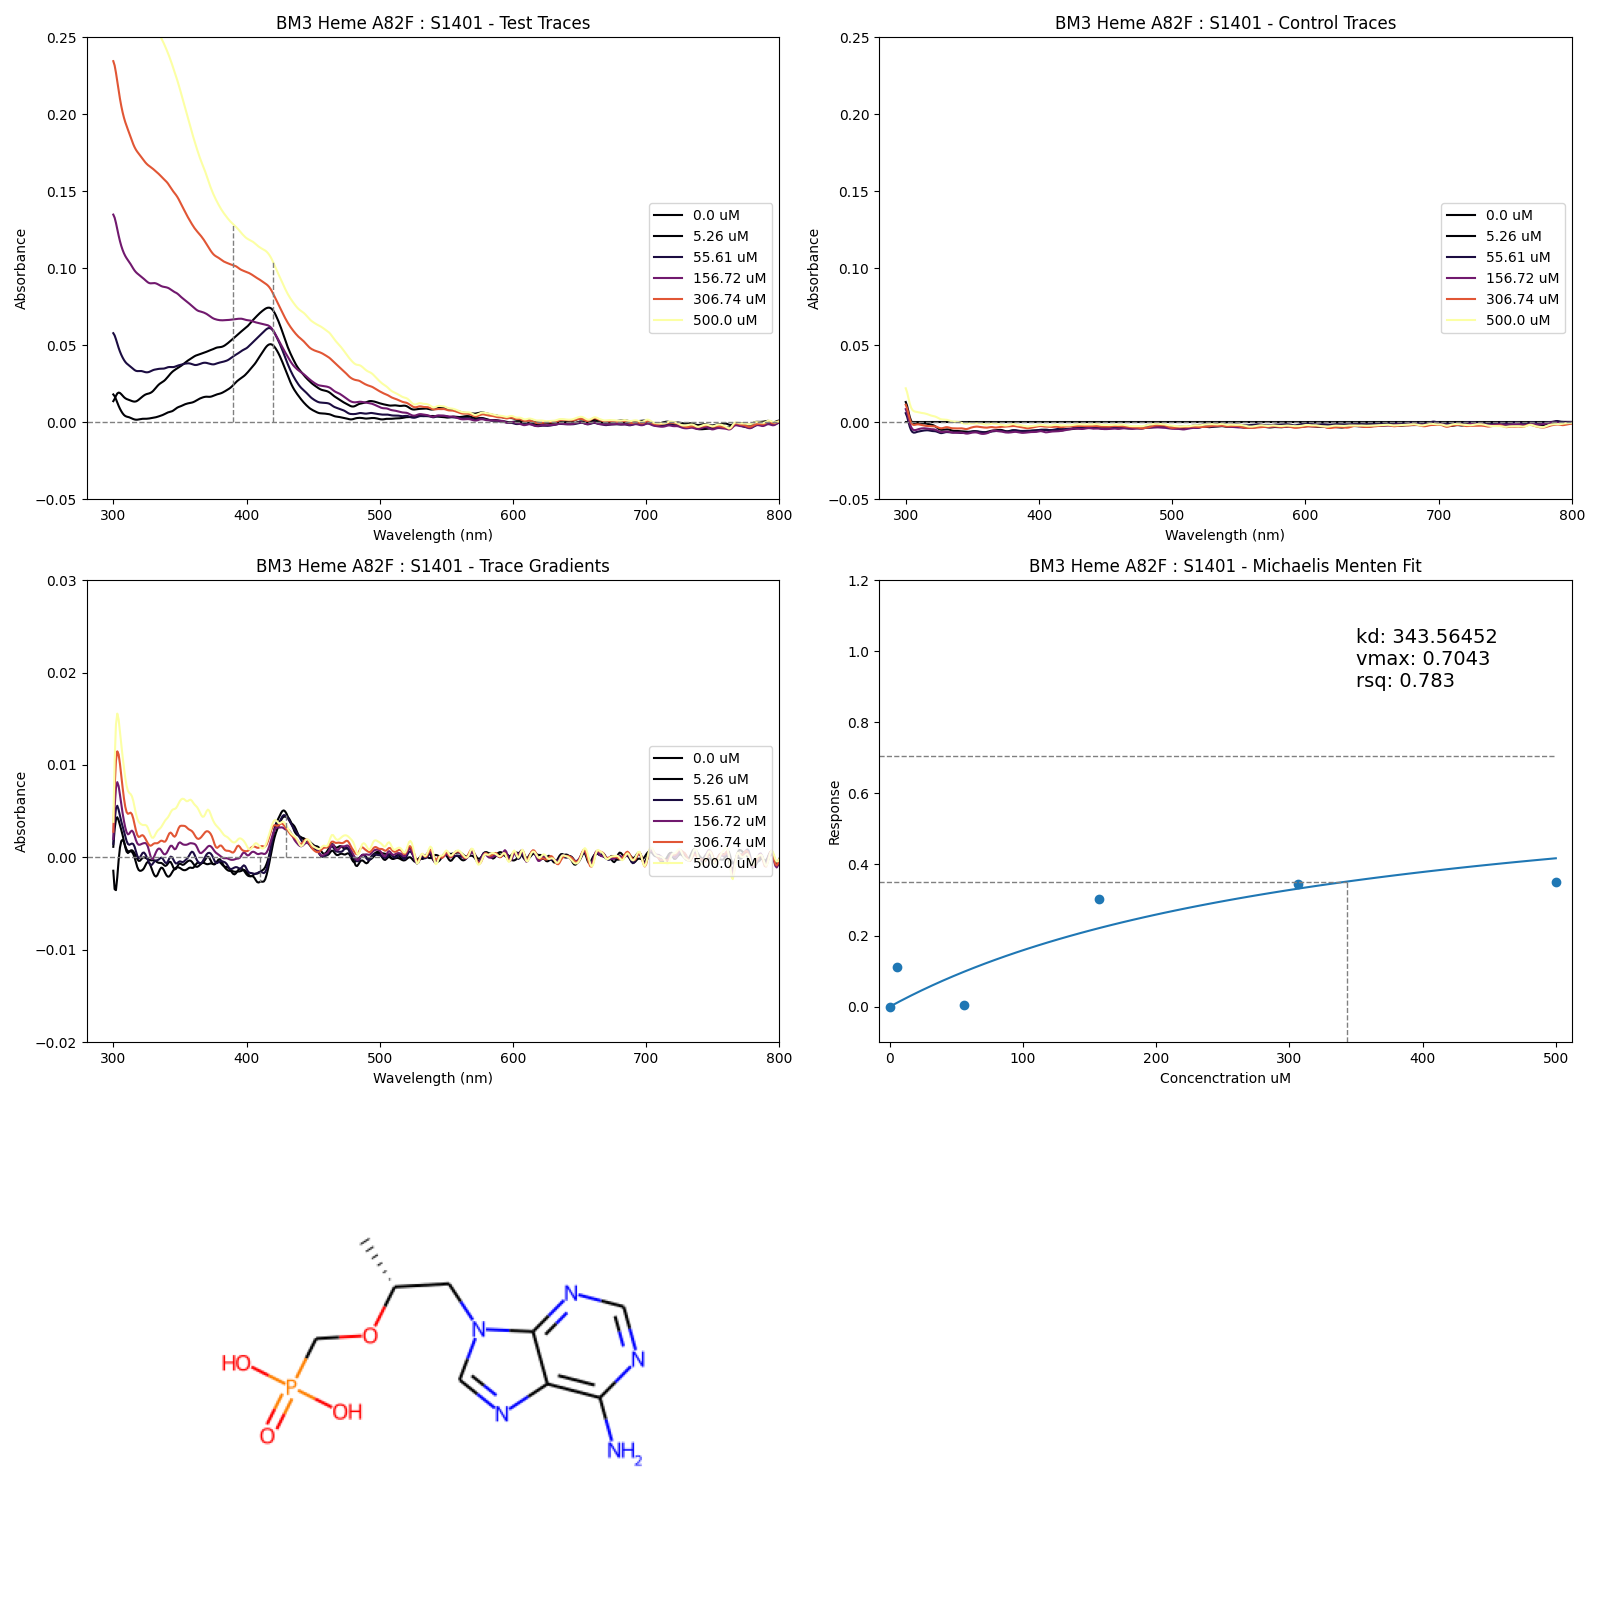 BM3 Heme A82F : S1401 - Test Traces
0.25
0.20
0.15
0.10
0.05
0.00
−0.05
Absorbance
300 400 500 600 700 800
Wavelength (nm)
0.0 uM
5.26 uM
55.61 uM
156.72 uM
306.74 uM
500.0 uM
BM3 Heme A82F : S1401 - Control Traces
0.25
0.20
0.15
0.10
0.05
0.00
−0.05
Absorbance
300 400 500 600 700 800
Wavelength (nm)
0.0 uM
5.26 uM
55.61 uM
156.72 uM
306.74 uM
500.0 uM
BM3 Heme A82F : S1401 - Trace Gradients
0.03
0.02
0.01
0.00
−0.01
−0.02
Absorbance
300 400 500 600 700 800
Wavelength (nm)
0.0 uM
5.26 uM
55.61 uM
156.72 uM
306.74 uM
500.0 uM
BM3 Heme A82F : S1401 - Michaelis Menten Fit
1.2
1.0
0.8
0.6
0.4
0.2
0.0
Response
0 100 200 300 400 500
Concenctration uM
kd: 343.56452
vmax: 0.7043
rsq: 0.783
N
N
O
N
HO
P
OH
N
O
NH2